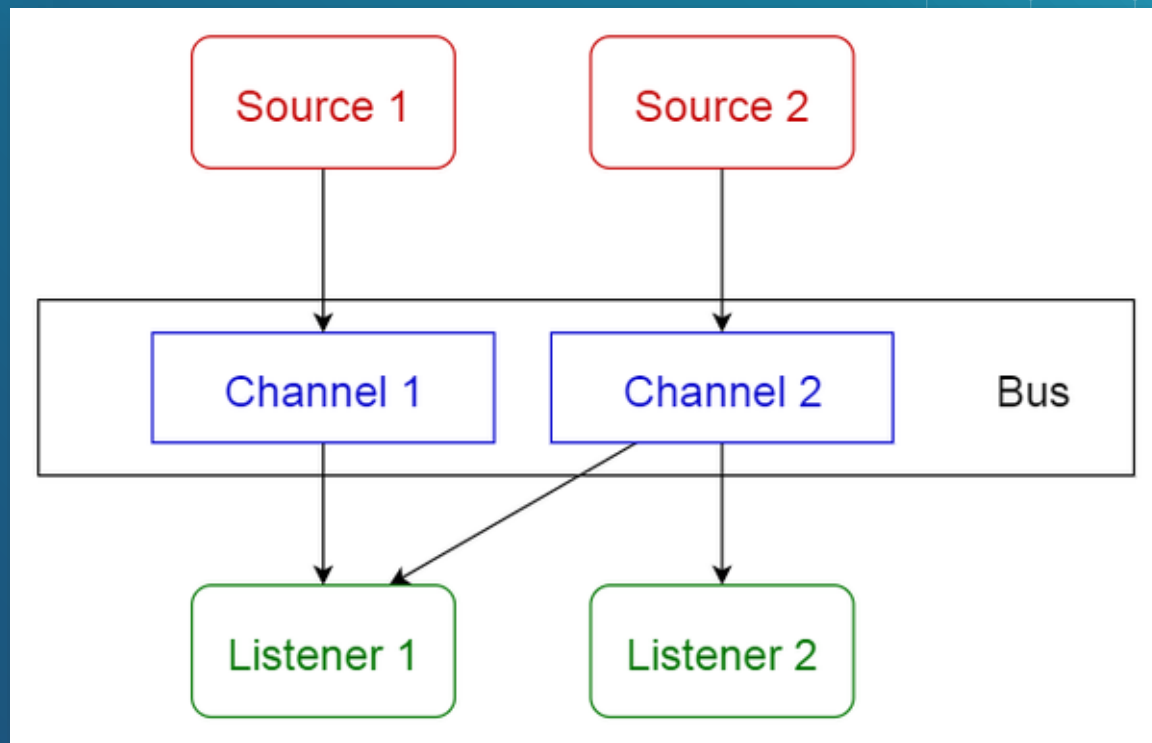 Source 1
Source 2
Channel 1
Channel 2
Bus
Listener 1
Listener 2